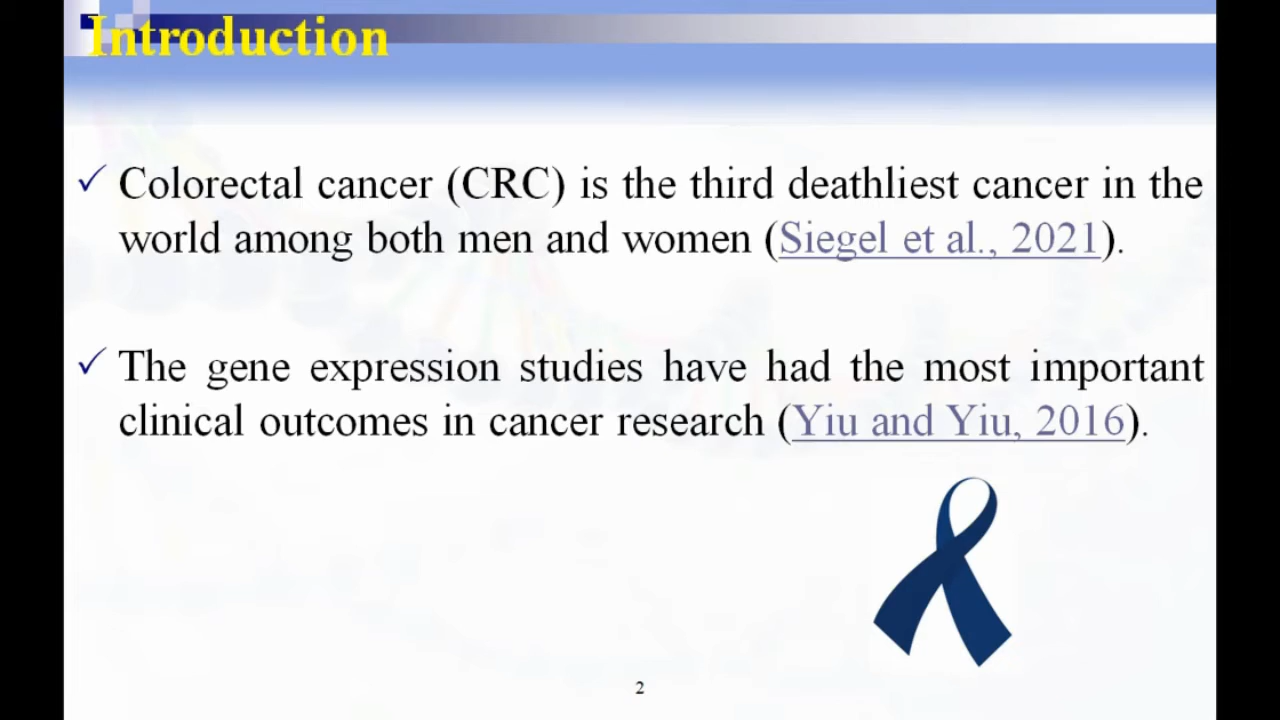 Introduction
✓ Colorectal cancer (CRC) is the third deathliest cancer in the
world among both men and women (Siegel et al., 2021).
✓ The gene expression studies have had the most important
clinical outcomes in cancer research (Yiu and Yiu, 2016).
2